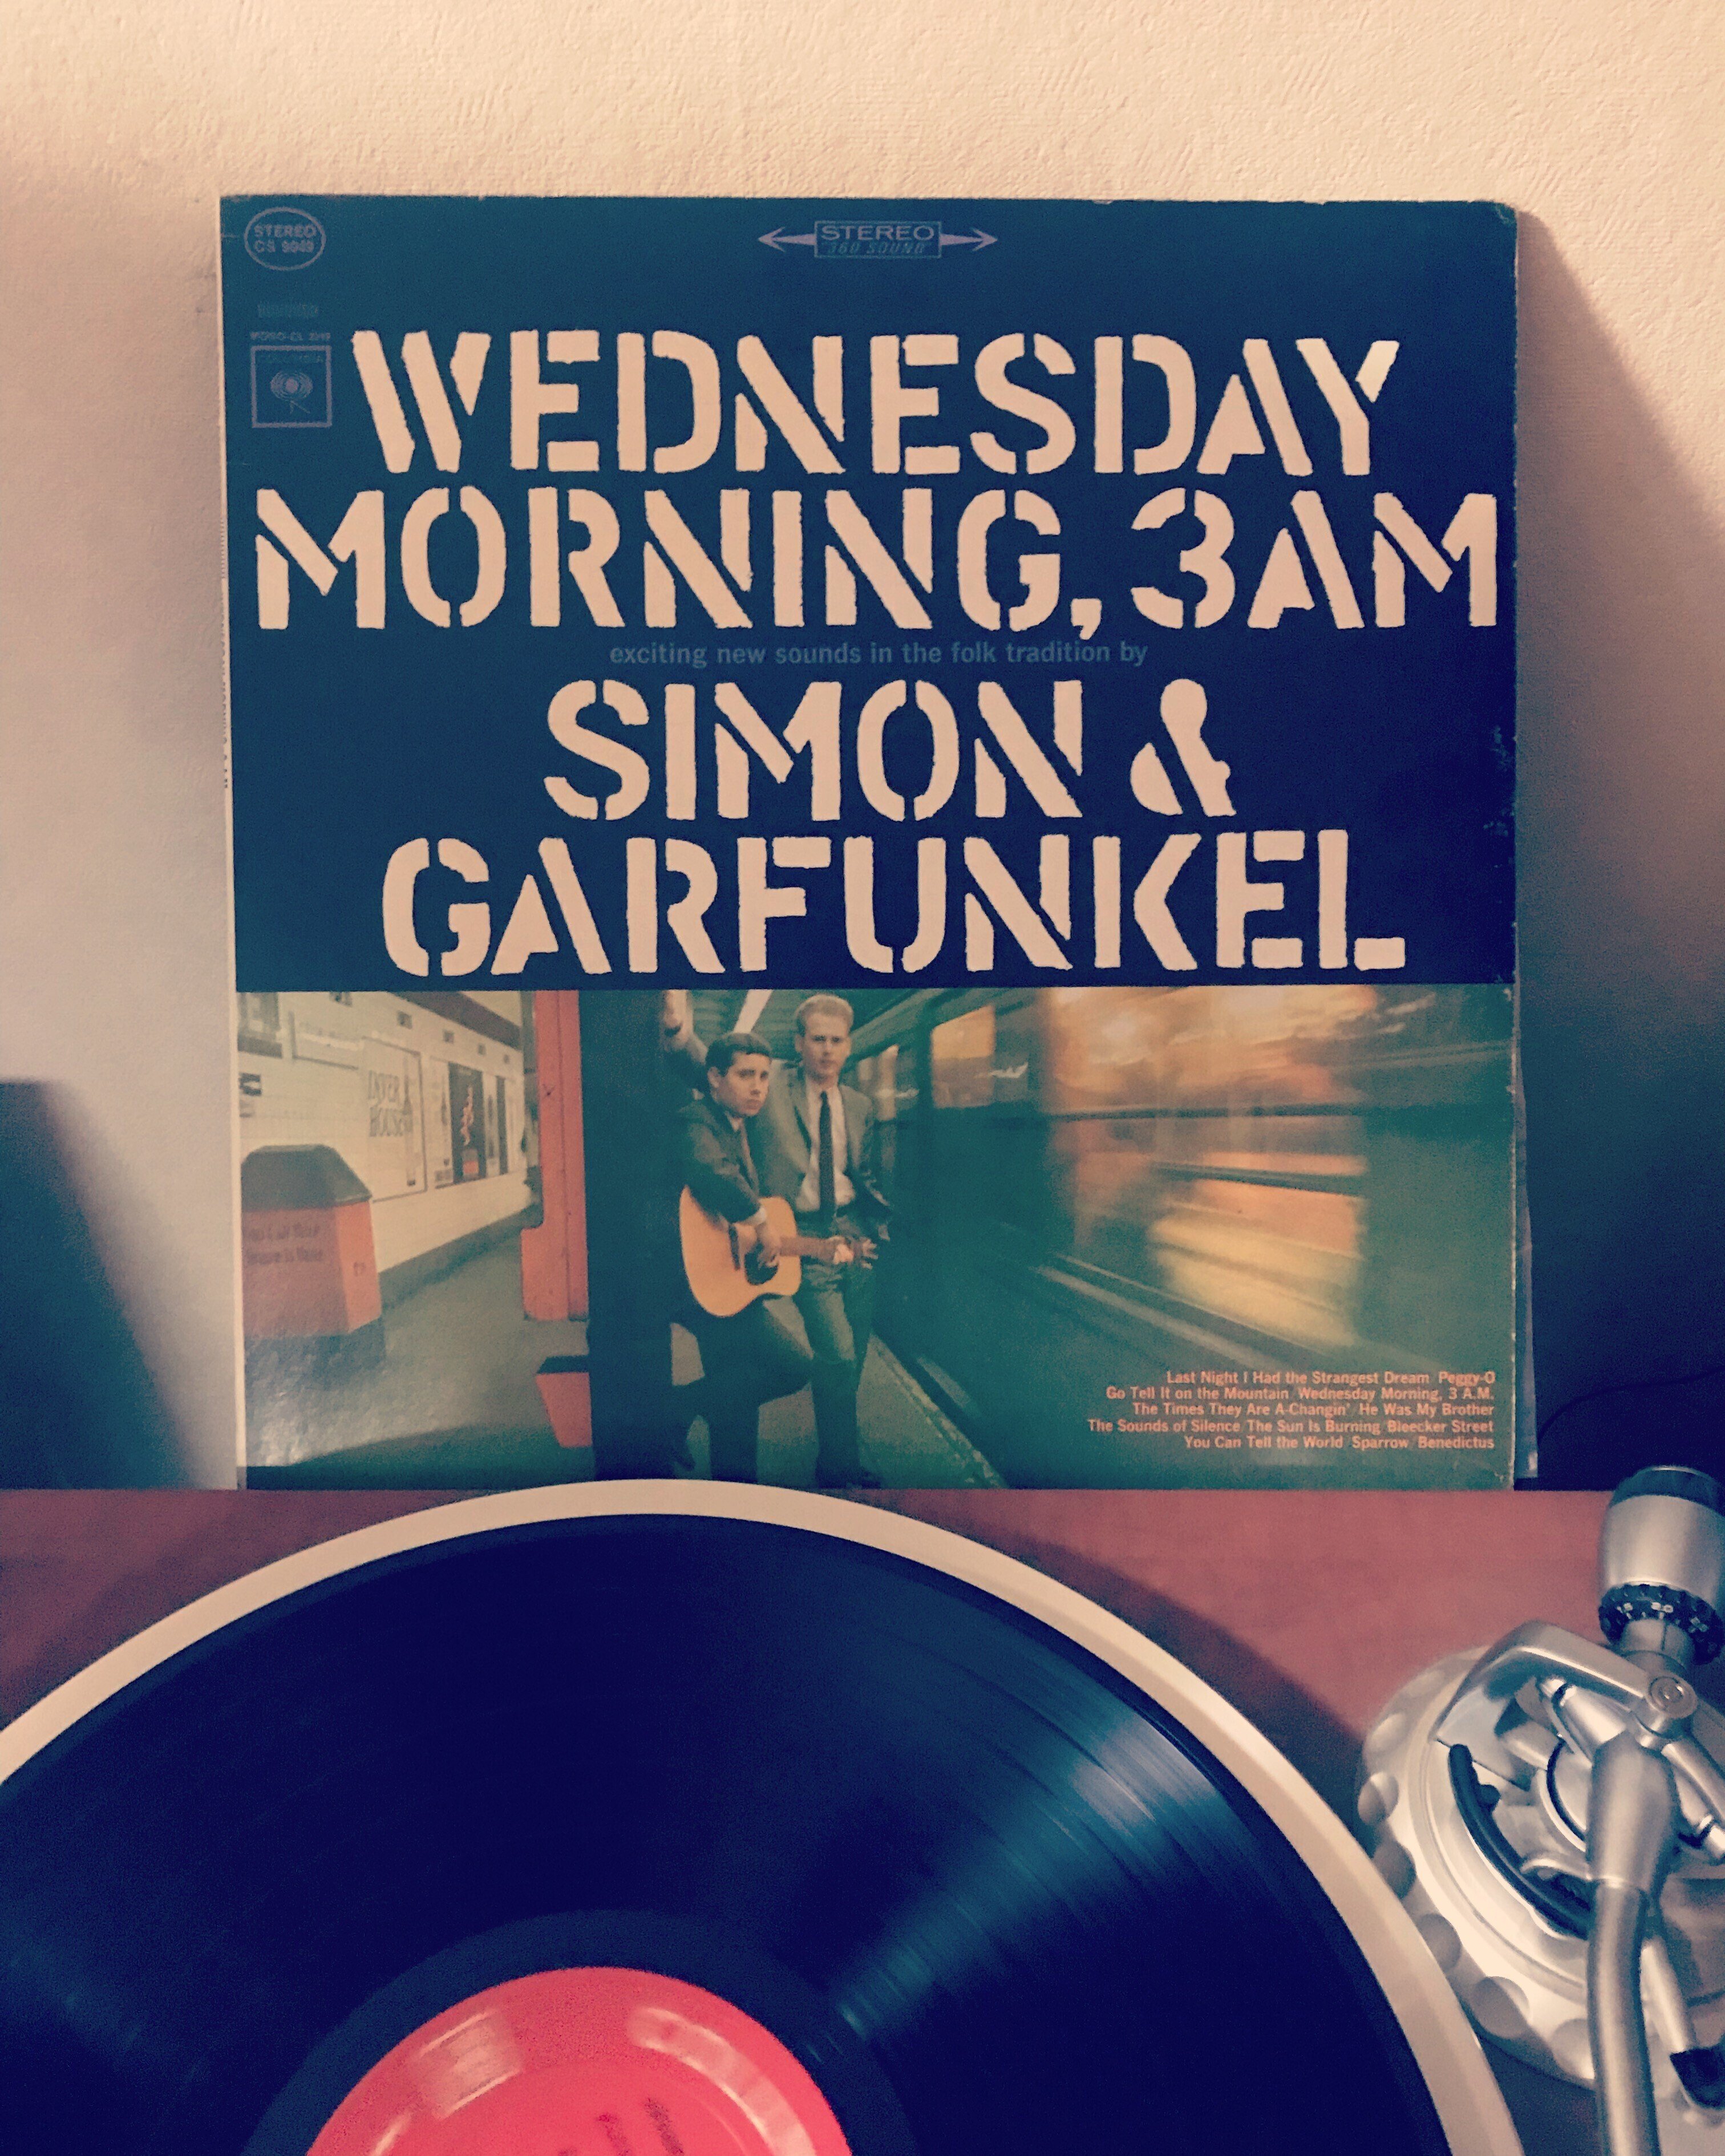 STEREO
CS 9049
STEREO
"360 SOUND"
COLUMBIA
WEDNESDAY
MORNING, 3AM
exciting new sounds in the folk tradition by
SIMON &
GARFUNKEL
INVER
HOUSE
Last Night I Had the Strangest Dream/Peggy-O
Go Tell It on the Mountain/Wednesday Morning, 3 A.M.
The Times They Are A-Changin'/He Was My Brother
The Sounds of Silence/The Sun Is Burning/Bleecker Street
You Can Tell the World/Sparrow/Benedictus